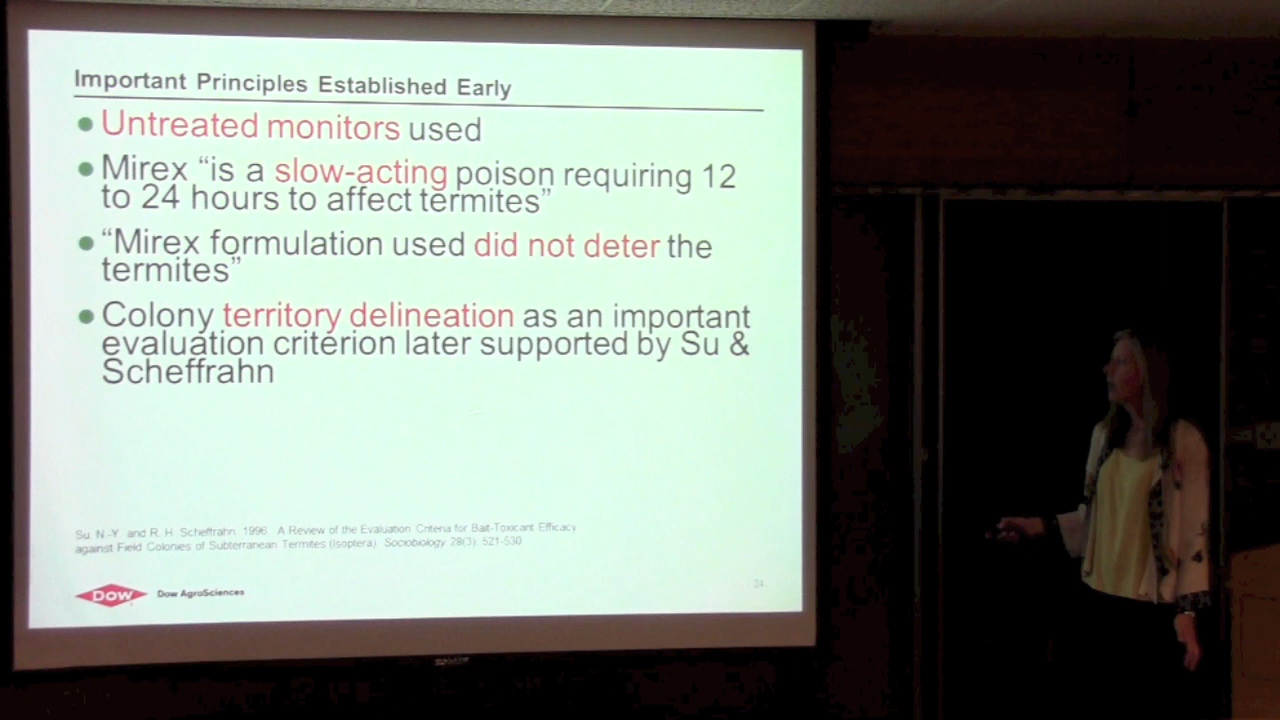 Important Principles Established Early
● Untreated monitors used
● Mirex “is a slow-acting poison requiring 12
to 24 hours to affect termites”
● “Mirex formulation used did not deter the
termites”
● Colony territory delineation as an important
evaluation criterion later supported by Su &
Scheffrahn
Su, N.-Y. and R. H. Scheffrahn. 1996. A Review of the Evaluation Criteria for Bait-Toxicant Efficacy
against Field Colonies of Subterranean Termites (Isoptera). Sociobiology 28(3): 521-530
DOW Dow AgroSciences
24